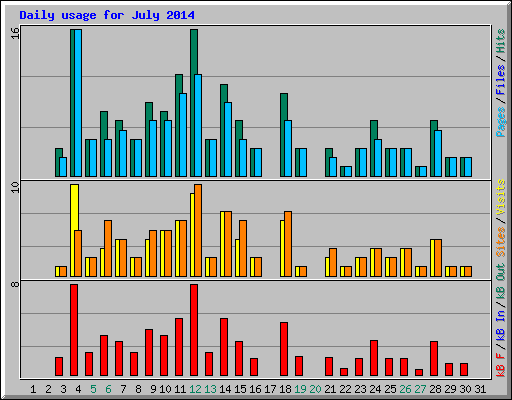 Daily usage for July 2014
16
Pages / Files / Hits
10
Sites / Visits
8
kB F / kB In / kB Out
1 2 3 4 5 6 7 8 9 10 11 12 13 14 15 16 17 18 19 20 21 22 23 24 25 26 27 28 29 30 31